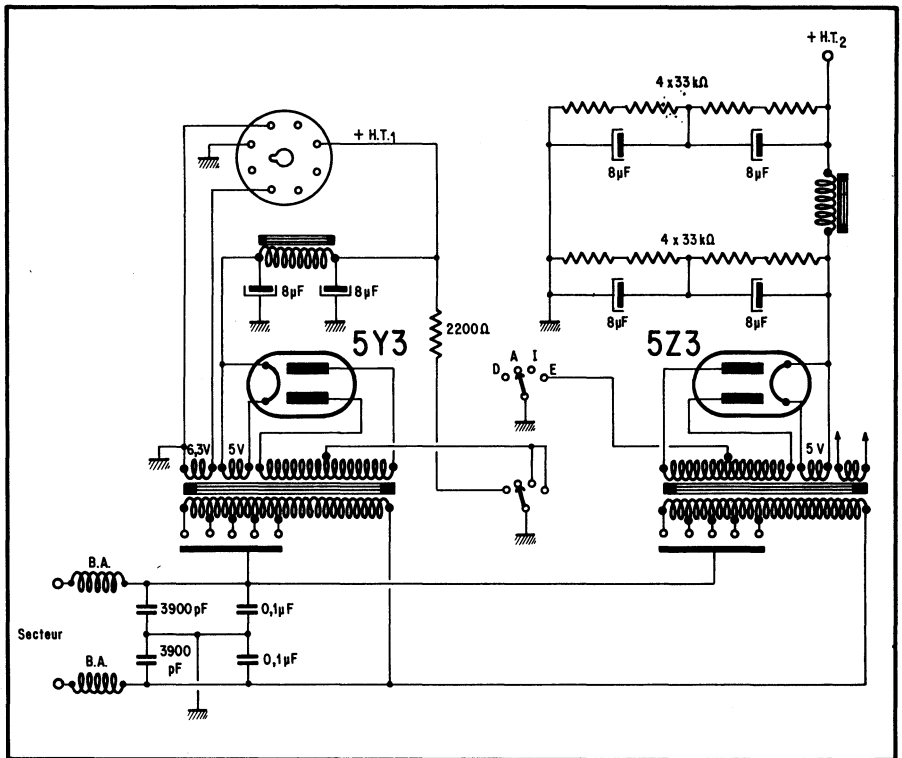 + H.T.2
4 x 33 kΩ
+ H.T.1
8µF
8µF
4 x 33 kΩ
8µF
8µF
8µF
8µF
2200Ω
5Y3
5Z3
D A I E
6,3V
5V
5 V
B.A.
3900 pF
0,1µF
Secteur
3900 pF
0,1µF
B.A.